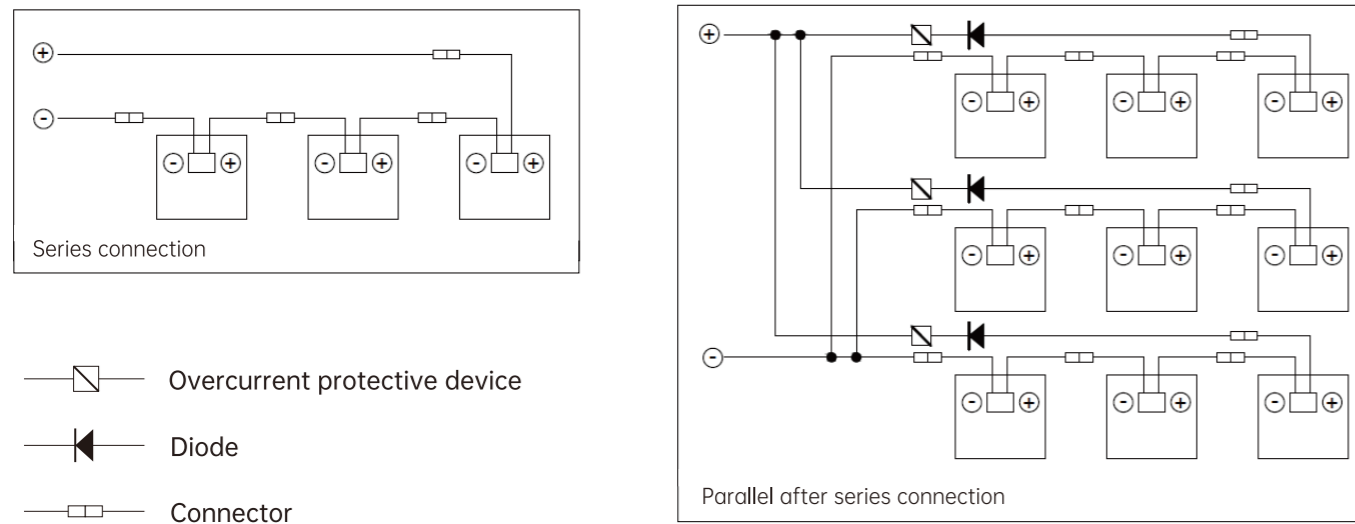 Series connection
Overcurrent protective device
Diode
Connector
Parallel after series connection